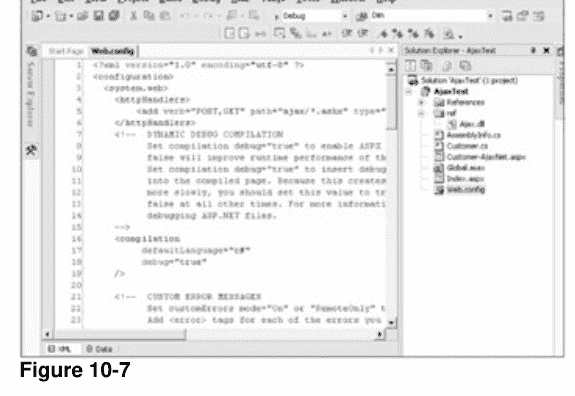 Debug
Dim
Start Page Web.config
Solution Explorer - AjaxTest
Server Explorer
1 <?xml version="1.0" encoding="utf-8" ?>
2 <configuration>
3 <system.web>
4 <httpHandlers>
5 <add verb="POST,GET" path="ajax/*.ashx" type="
6 </httpHandlers>
7 <!-- DYNAMIC DEBUG COMPILATION
8 Set compilation debug="true" to enable ASPX
9 false will improve runtime performance of th
10 Set compilation debug="true" to insert debug
11 into the compiled page. Because this creates
12 more slowly, you should set this value to tr
13 false at all other times. For more informati
14 debugging ASP.NET files.
15 -->
16 <compilation
17 defaultLanguage="c#"
18 debug="true"
19 />
20
21 <!-- CUSTOM ERROR MESSAGES
22 Set customErrors mode="On" or "RemoteOnly" t
23 Add <error> tags for each of the errors you
XML Data
Solution 'AjaxTest' (1 project)
AjaxTest
References
ref
Ajax.dll
AssemblyInfo.cs
Customer.cs
Customer-AjaxNet.aspx
Global.asax
Index.aspx
Web.config
Figure 10-7